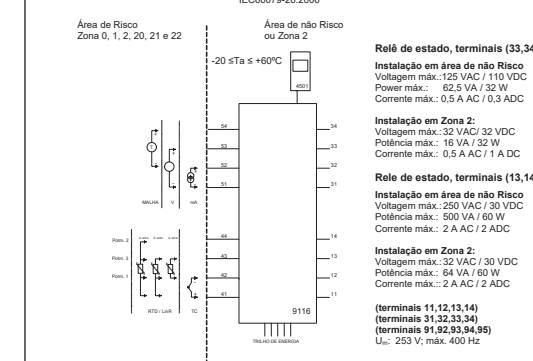 IEC60079-26:2006
Área de Risco
Zona 0, 1, 2, 20, 21 e 22
Área de não Risco
ou Zona 2
-20 ≤Ta ≤ +60ºC
4501
54
53
52
51
44
43
42
41
34
33
32
31
14
13
12
11
9116
MALHA
V
mA
Potm. 2
Potm. 3
Potm. 1
RTD / LinR
TC
TRILHO DE ENERGIA
Relê de estado, terminais (33,34
Instalação em área de não Risco
Voltagem máx.:125 VAC / 110 VDC
Power máx.: 62,5 VA / 32 W
Corrente máx.: 0,5 A AC / 0,3 ADC
Instalação em Zona 2:
Voltagem máx.: 32 VAC/ 32 VDC
Potência máx.: 16 VA / 32 W
Corrente máx.: 0,5 A AC / 1 A DC
Rele de estado, terminais (13,14
Instalação em área de não Risco
Voltagem máx.: 250 VAC / 30 VDC
Potência máx.: 500 VA / 60 W
Corrente máx.: 2 A AC / 2 ADC
Instalação em Zona 2:
Voltagem máx.: 32 VAC / 30 VDC
Potência máx.: 64 VA / 60 W
Corrente máx.:: 2 A AC / 2 ADC
(terminais 11,12,13,14)
(terminais 31,32,33,34)
(terminais 91,92,93,94,95)
Um: 253 V; máx. 400 Hz